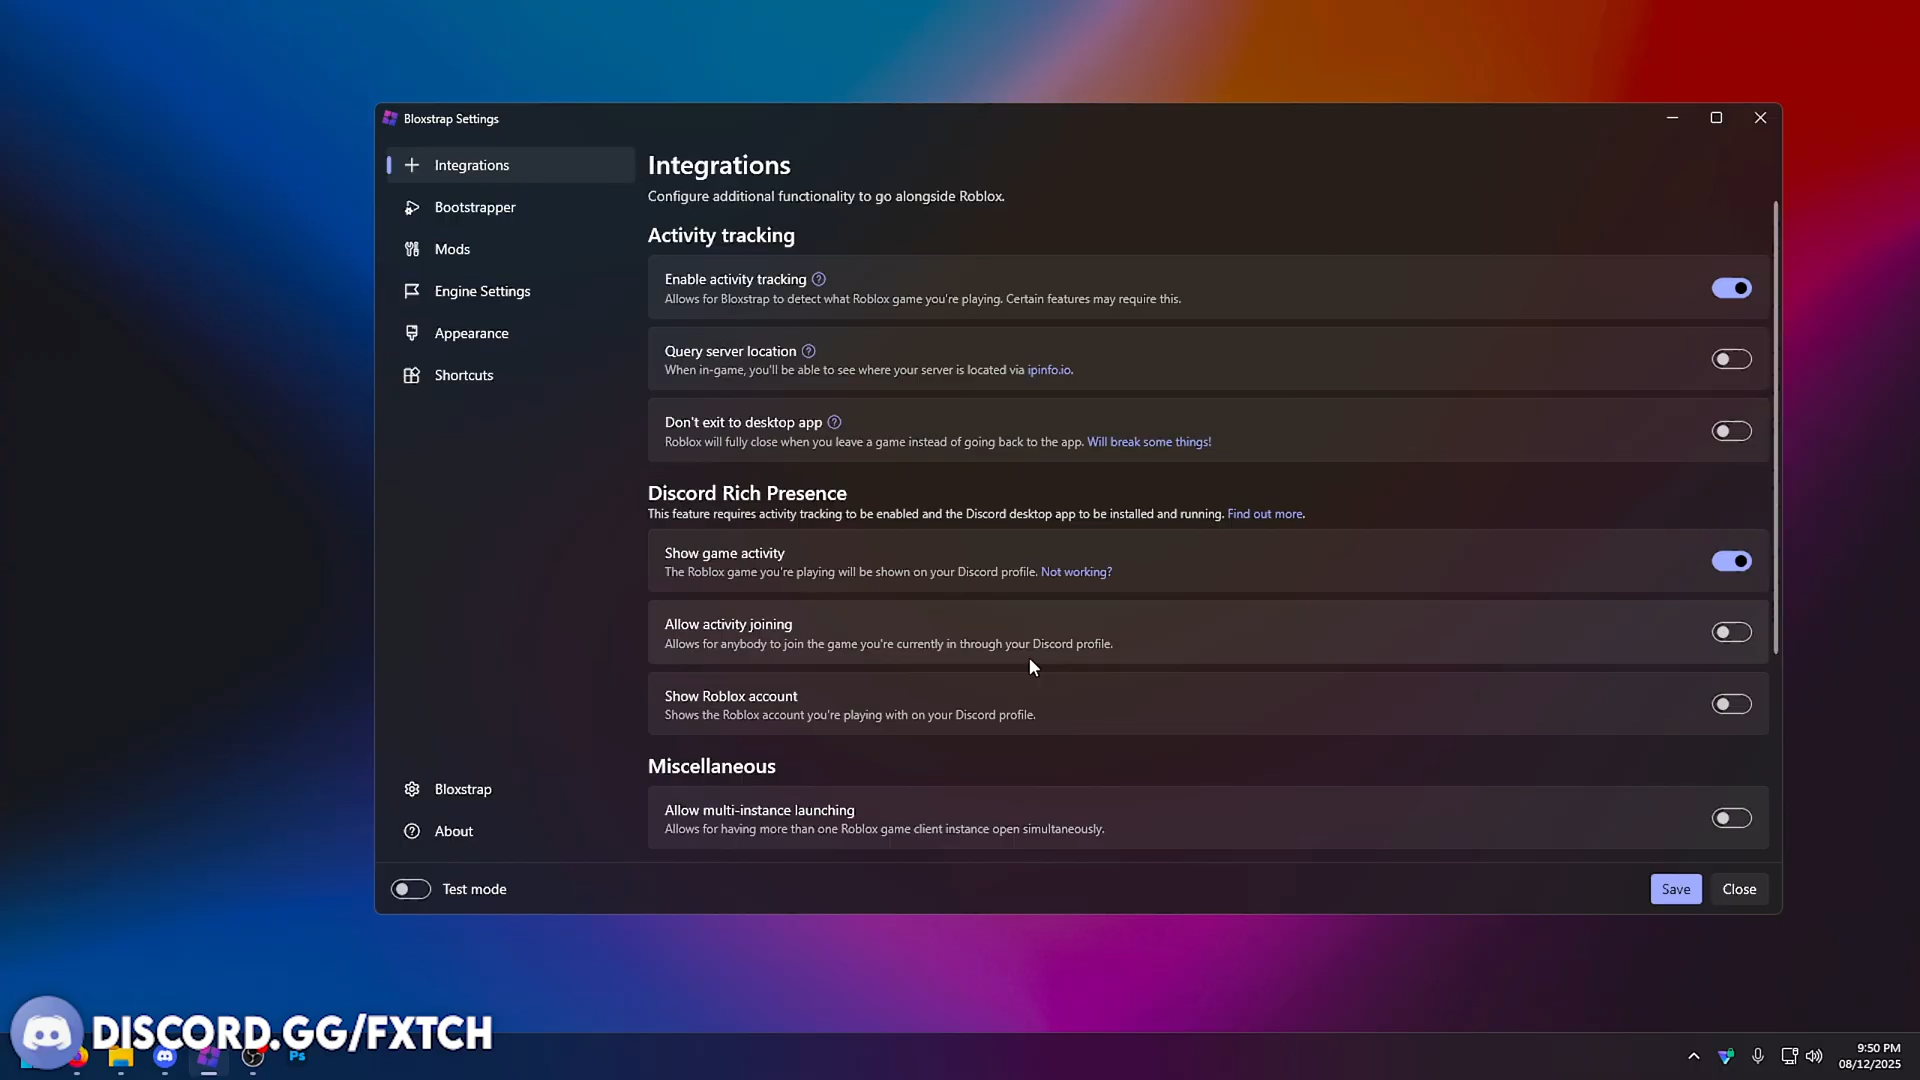 Bloxstrap Settings
Integrations
Bootstrapper
Mods
Engine Settings
Appearance
Shortcuts
Bloxstrap
About
Integrations
Configure additional functionality to go alongside Roblox.
Activity tracking
Enable activity tracking
Allows for Bloxstrap to detect what Roblox game you're playing. Certain features may require this.
Query server location
When in-game, you'll be able to see where your server is located via ipinfo.io.
Don't exit to desktop app
Roblox will fully close when you leave a game instead of going back to the app. Will break some things!
Discord Rich Presence
This feature requires activity tracking to be enabled and the Discord desktop app to be installed and running. Find out more.
Show game activity
The Roblox game you're playing will be shown on your Discord profile. Not working?
Allow activity joining
Allows for anybody to join the game you're currently in through your Discord profile.
Show Roblox account
Shows the Roblox account you're playing with on your Discord profile.
Miscellaneous
Allow multi-instance launching
Allows for having more than one Roblox game client instance open simultaneously.
Test mode
Save
Close
DISCORD.GG/FXTCH
Ps
9:50 PM
08/12/2025